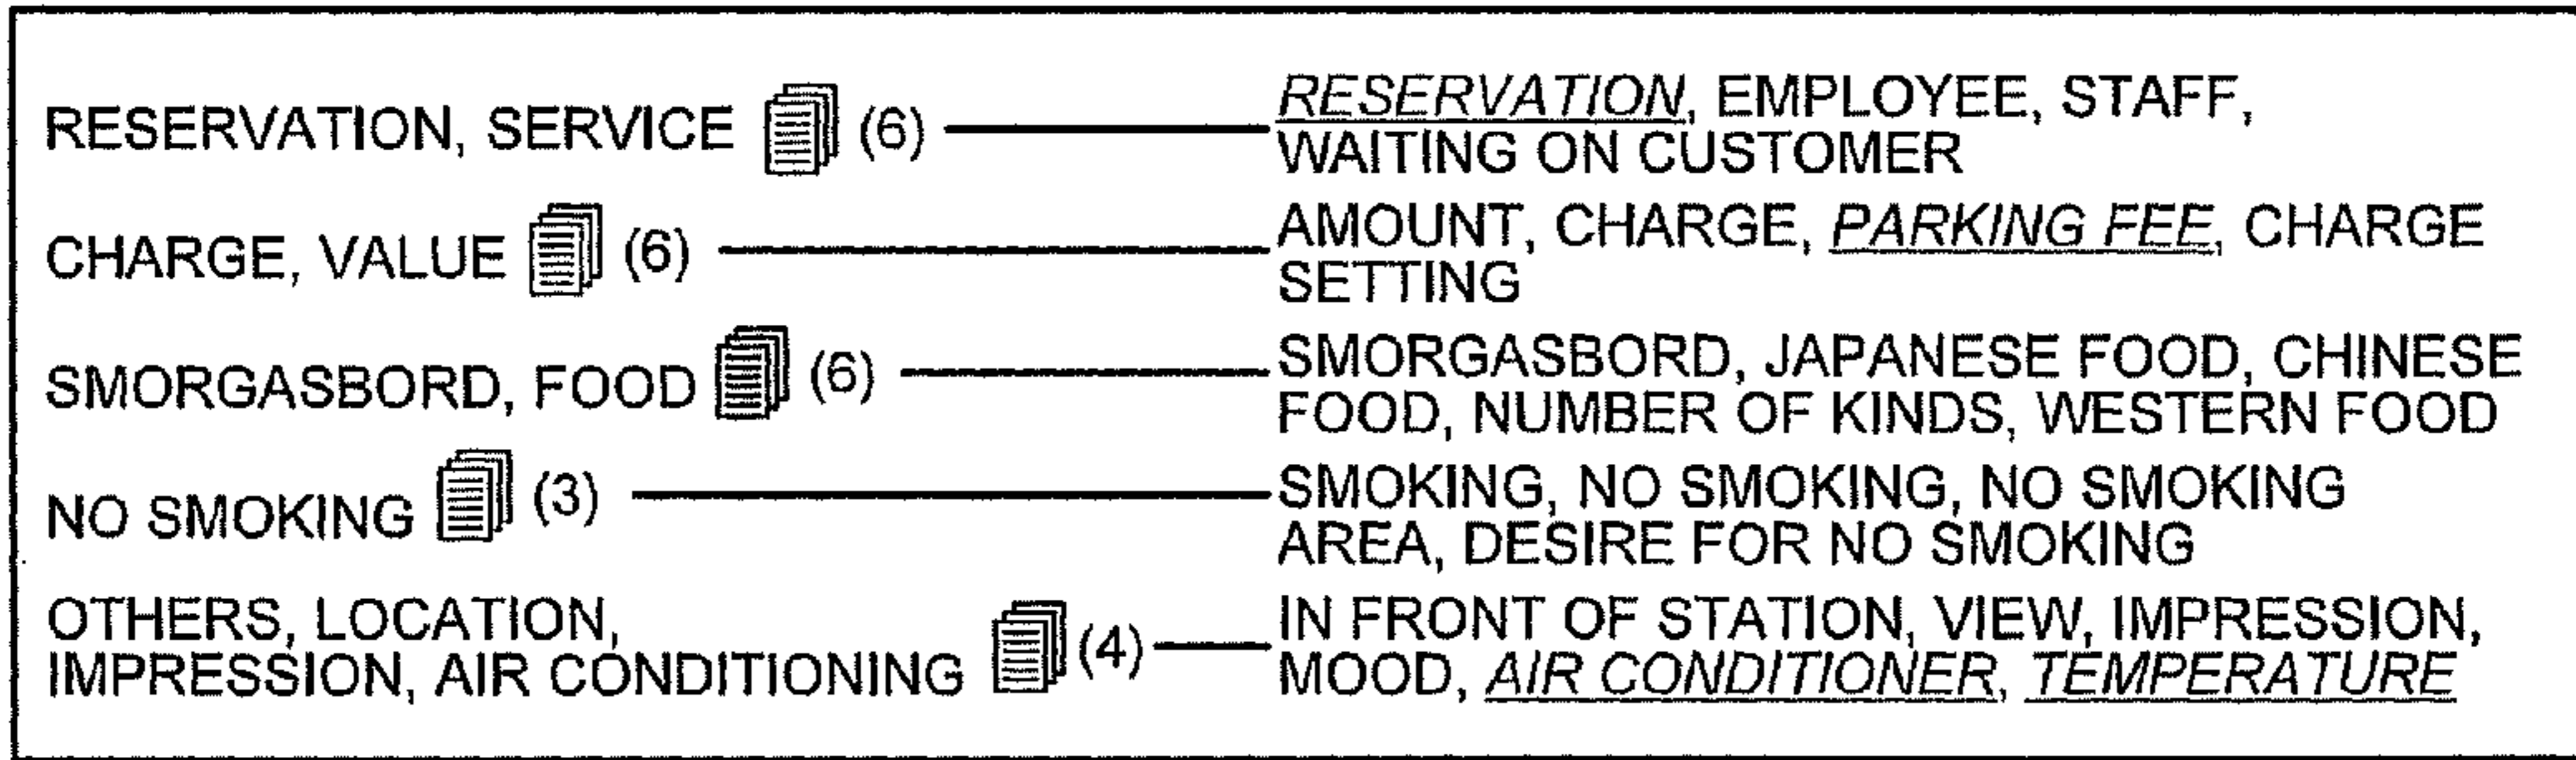 RESERVATION, SERVICE (6) RESERVATION, EMPLOYEE, STAFF,
WAITING ON CUSTOMER
CHARGE, VALUE (6) AMOUNT, CHARGE, PARKING FEE, CHARGE
SETTING
SMORGASBORD, FOOD (6) SMORGASBORD, JAPANESE FOOD, CHINESE
FOOD, NUMBER OF KINDS, WESTERN FOOD
NO SMOKING (3) SMOKING, NO SMOKING, NO SMOKING
AREA, DESIRE FOR NO SMOKING
OTHERS, LOCATION,
IMPRESSION, AIR CONDITIONING (4) IN FRONT OF STATION, VIEW, IMPRESSION,
MOOD, AIR CONDITIONER, TEMPERATURE